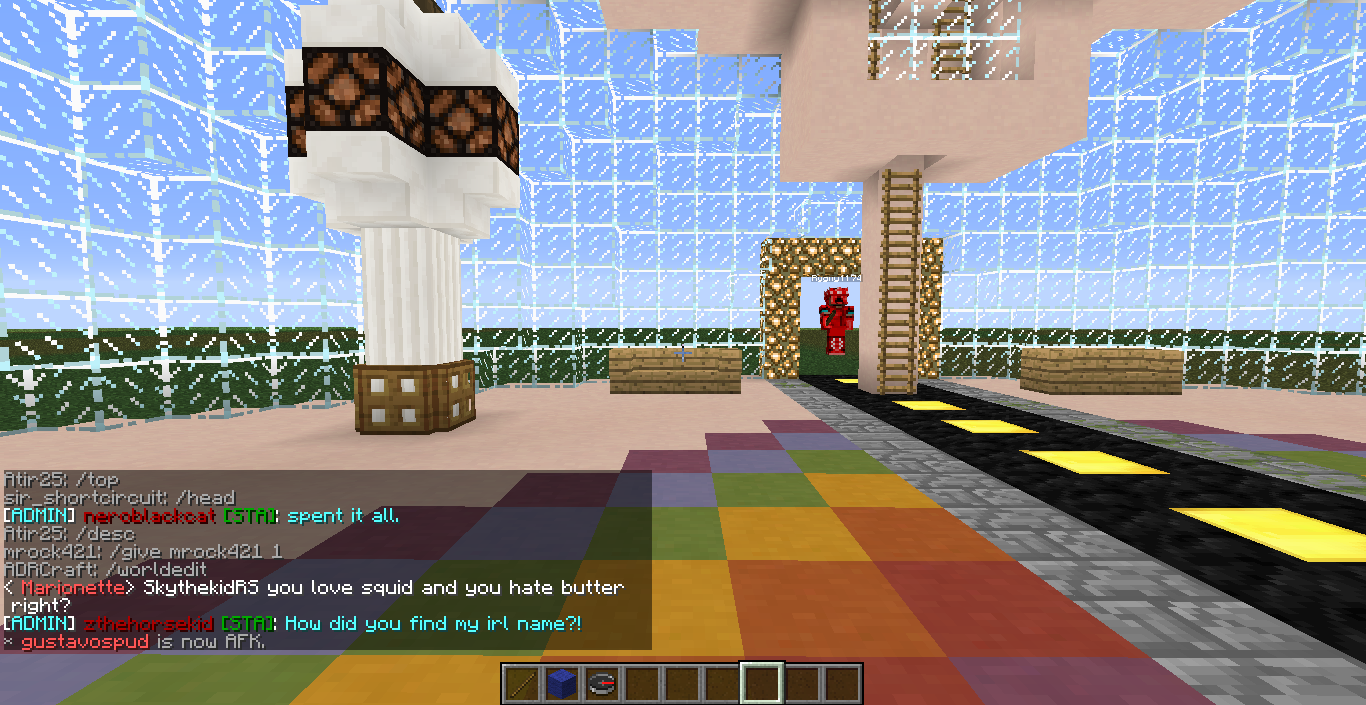 Ryguy1124
Atir25: /top
sir_shortcircuit: /head
[ADMIN] neroblackcat [STA]: spent it all.
Atir25: /desc
mrock421: /give mrock421 1
ADRCraft: /worldedit
< Marionette> SkythekidRS you love squid and you hate butter
right?
[ADMIN] zthehorsekid [STA]: How did you find my irl name?!
* gustavospud is now AFK.